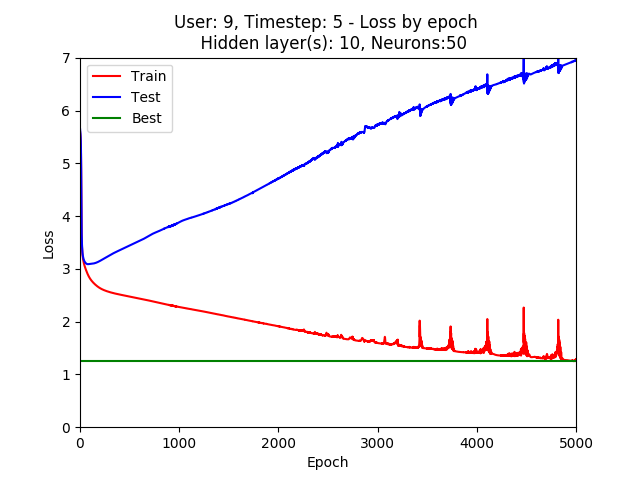 User: 9, Timestep: 5 - Loss by epoch
Hidden layer(s): 10, Neurons:50
7
6
5
4
3
2
1
0
Loss
Train
Test
Best
0 1000 2000 3000 4000 5000
Epoch